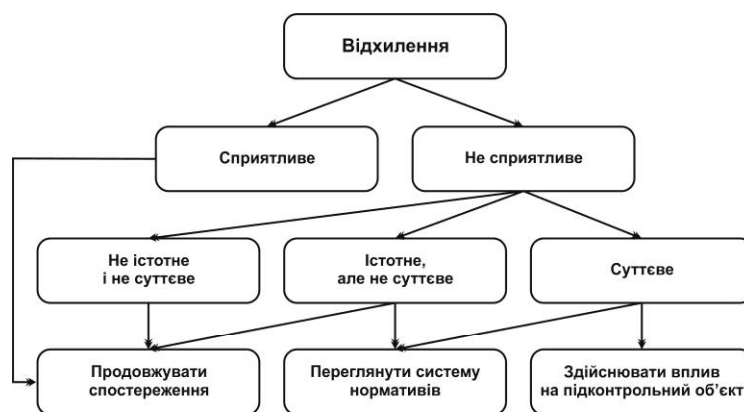 Відхилення
Сприятливе
Не сприятливе
Не істотне
і не суттєве
Істотне,
але не суттєве
Суттєве
Продовжувати
спостереження
Переглянути систему
нормативів
Здійснювати вплив
на підконтрольний об’єкт